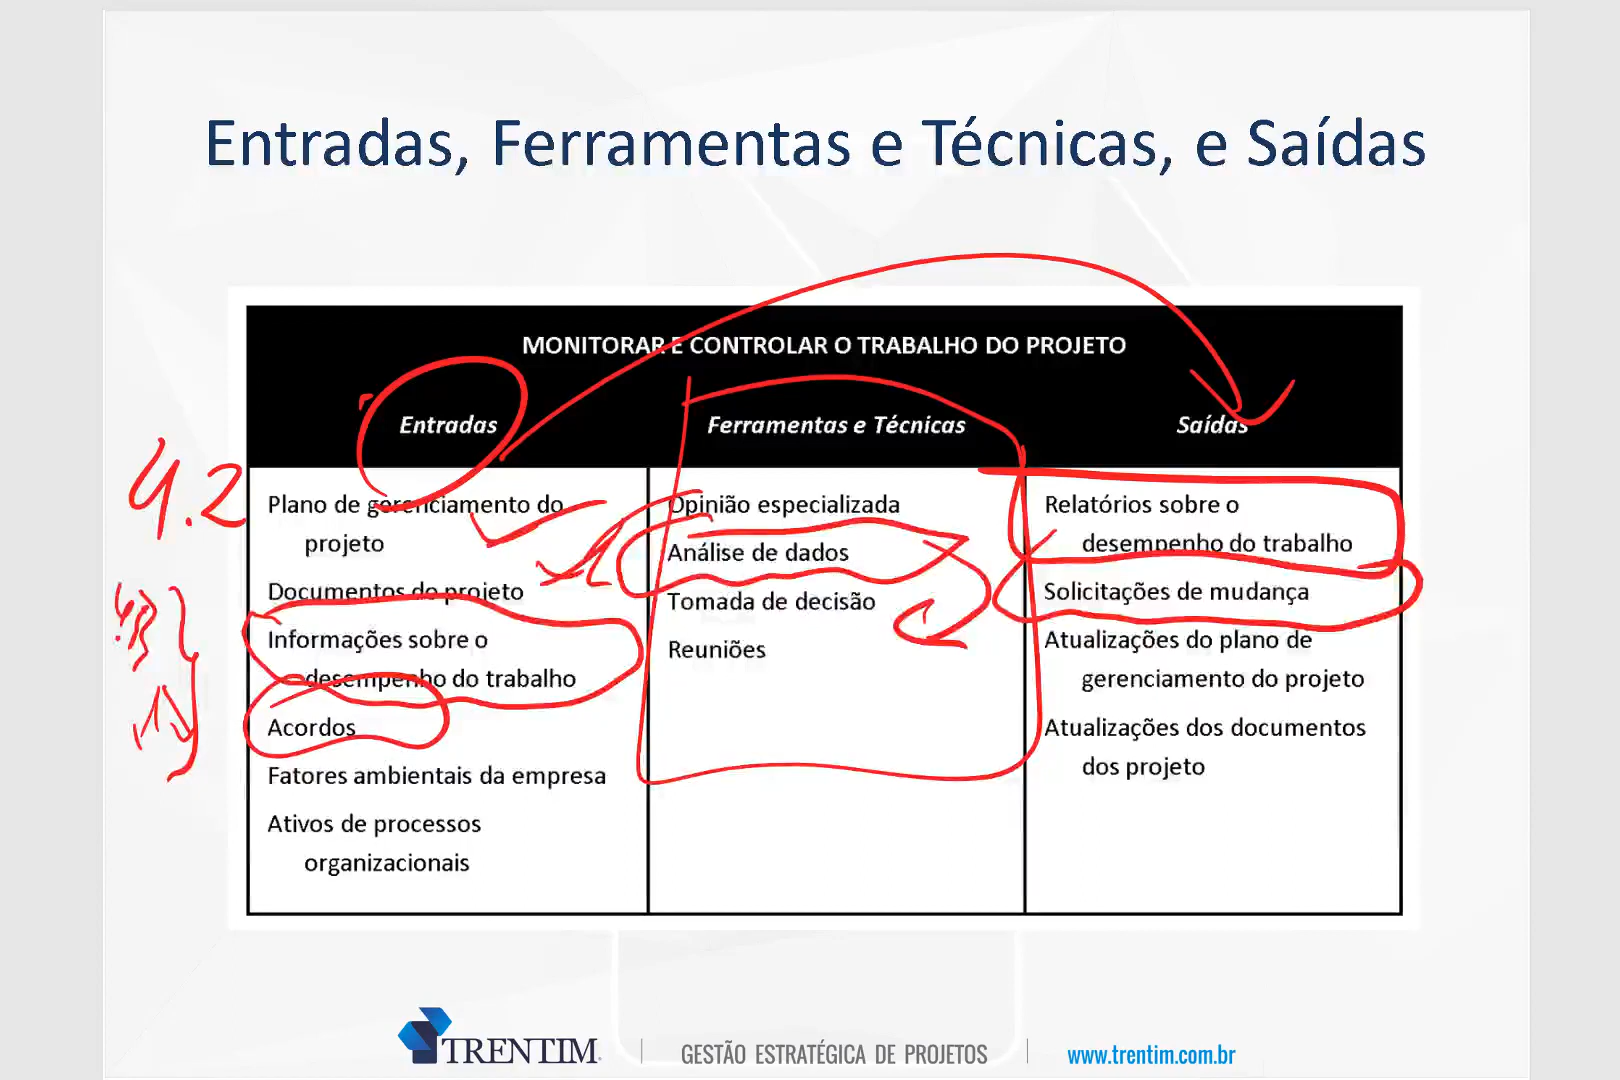 Entradas, Ferramentas e Técnicas, e Saídas
MONITORAR E CONTROLAR O TRABALHO DO PROJETO
Entradas
Ferramentas e Técnicas
Saídas
4.2
Plano de gerenciamento do
projeto
Documentos do projeto
Informações sobre o
desempenho do trabalho
Acordos
Fatores ambientais da empresa
Ativos de processos
organizacionais
Opinião especializada
Análise de dados
Tomada de decisão
Reuniões
Relatórios sobre o
desempenho do trabalho
Solicitações de mudança
Atualizações do plano de
gerenciamento do projeto
Atualizações dos documentos
dos projeto
TRENTIM
GESTÃO ESTRATÉGICA DE PROJETOS
www.trentim.com.br